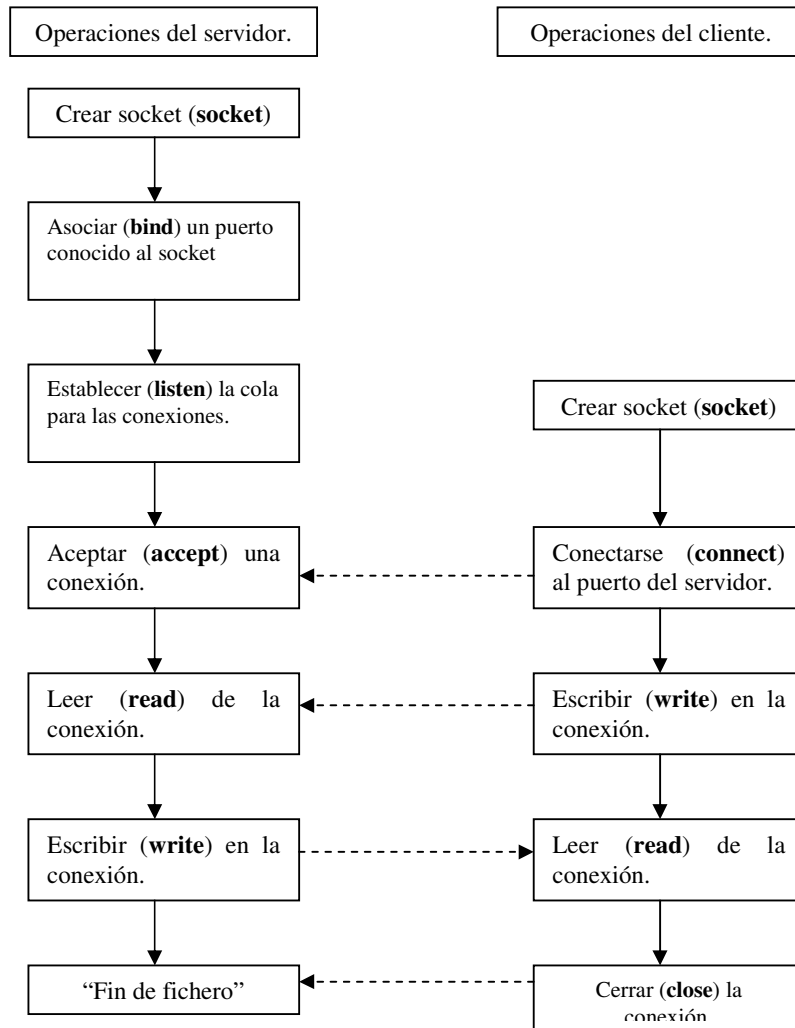 Operaciones del servidor.
Operaciones del cliente.
Crear socket (socket)
Asociar (bind) un puerto
conocido al socket
Establecer (listen) la cola
para las conexiones.
Crear socket (socket)
Aceptar (accept) una
conexión.
Conectarse (connect)
al puerto del servidor.
Leer (read) de la
conexión.
Escribir (write) en la
conexión.
Escribir (write) en la
conexión.
Leer (read) de la
conexión.
“Fin de fichero”
Cerrar (close) la
conexión